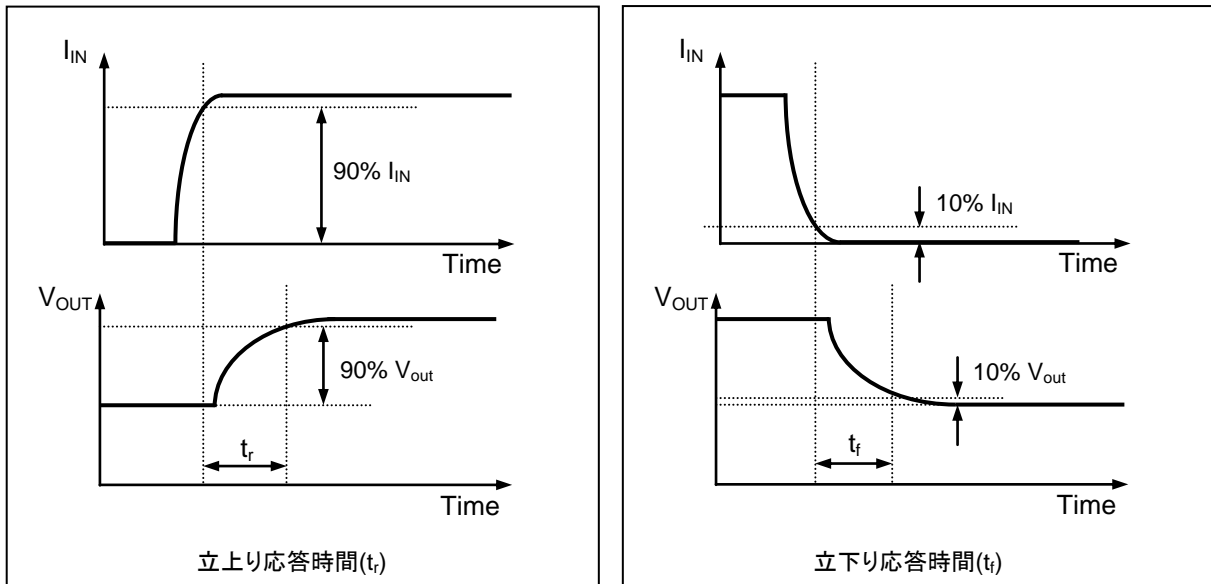 I_IN
90% I_IN
Time
V_OUT
90% V_out
t_r
Time
立上り応答時間(t_r)
I_IN
10% I_IN
Time
V_OUT
10% V_out
t_f
Time
立下り応答時間(t_f)